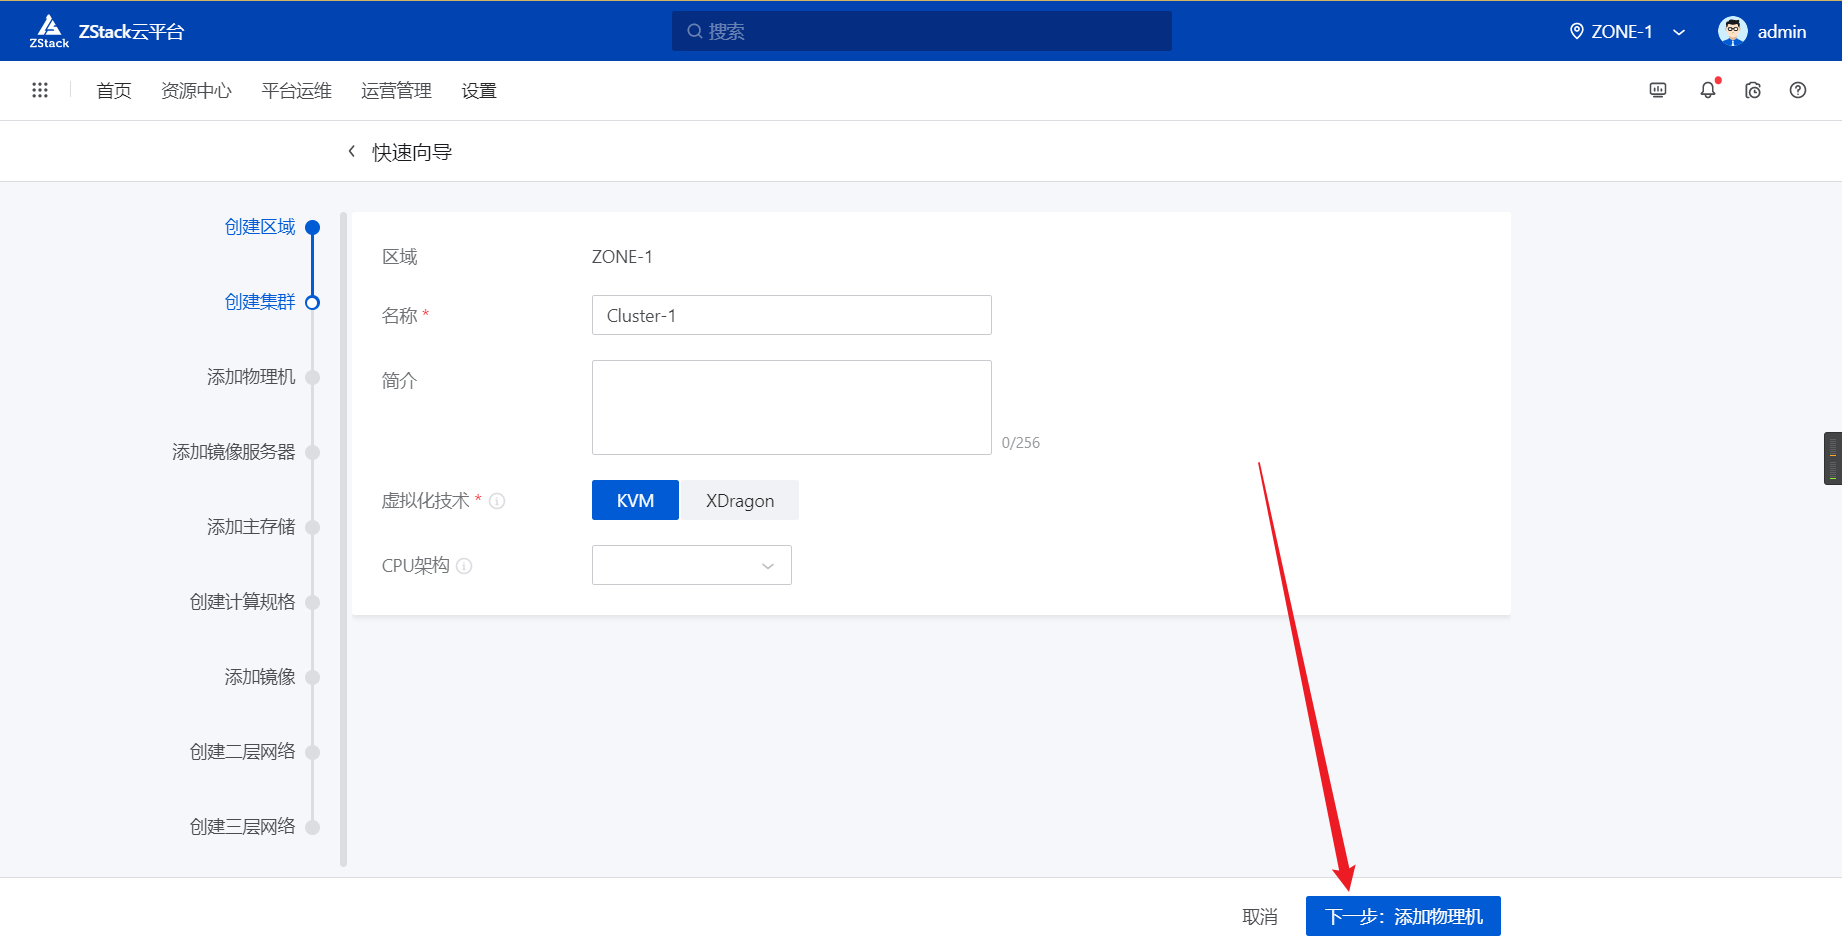 ZStack
ZStack云平台
搜索
ZONE-1
admin
首页
资源中心
平台运维
运营管理
设置
快速向导
创建区域
创建集群
添加物理机
添加镜像服务器
添加主存储
创建计算规格
添加镜像
创建二层网络
创建三层网络
区域
ZONE-1
名称 *
Cluster-1
简介
0/256
虚拟化技术 *
KVM
XDragon
CPU架构
取消
下一步：添加物理机